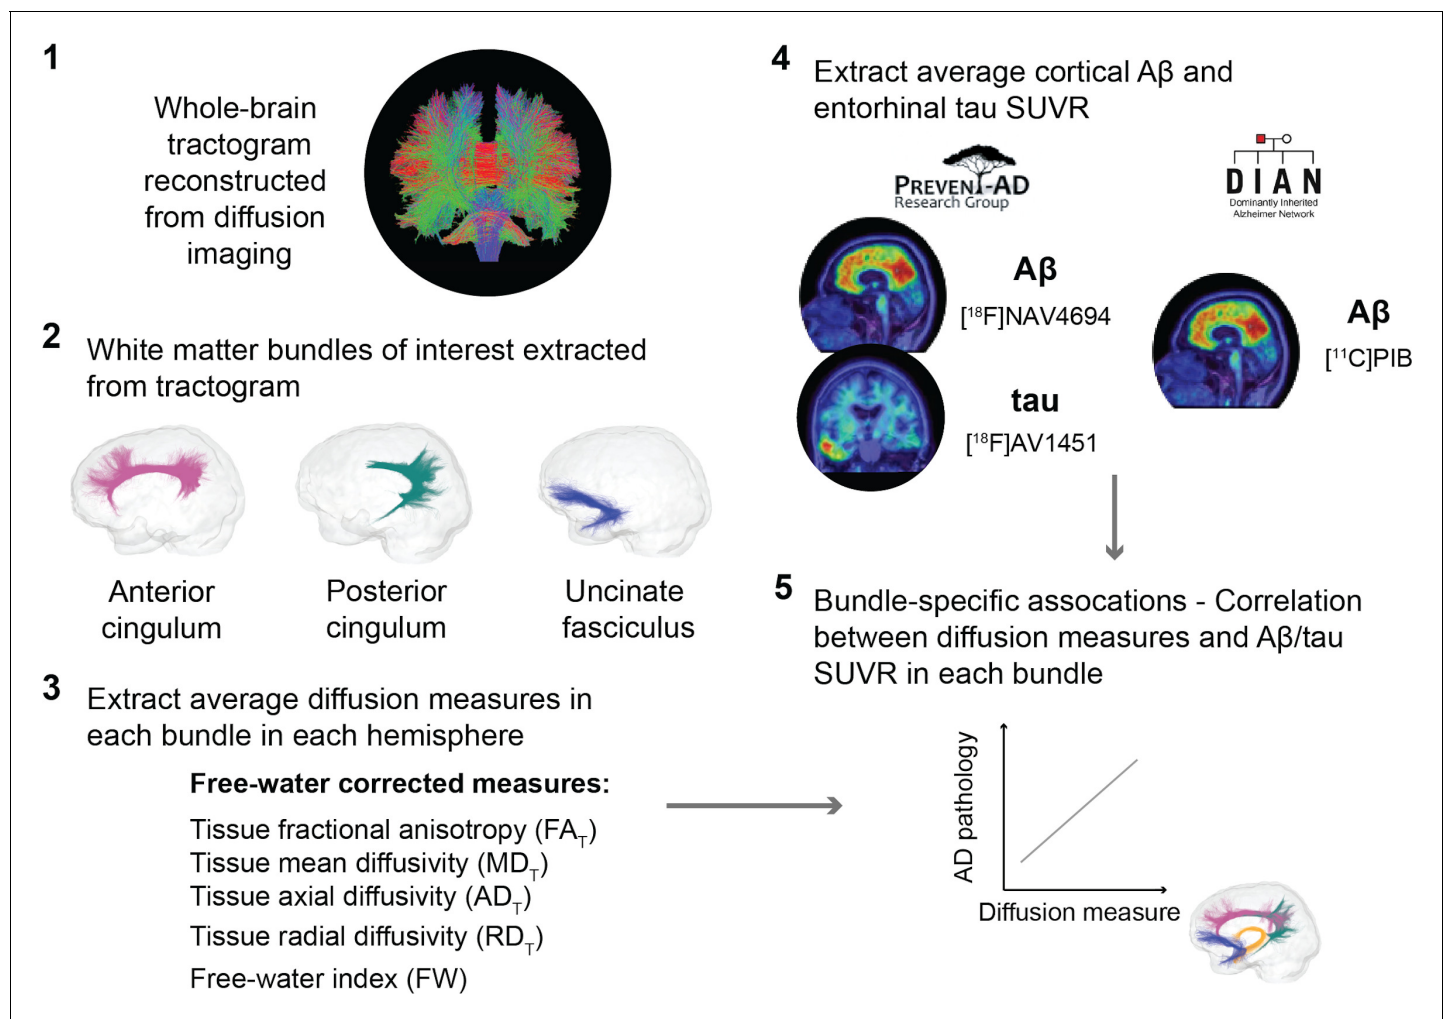 1
Whole-brain
tractogram
reconstructed
from diffusion
imaging
2
White matter bundles of interest extracted
from tractogram
Anterior
cingulum
Posterior
cingulum
Uncinate
fasciculus
3
Extract average diffusion measures in
each bundle in each hemisphere
Free-water corrected measures:
Tissue fractional anisotropy (FA_T)
Tissue mean diffusivity (MD_T)
Tissue axial diffusivity (AD_T)
Tissue radial diffusivity (RD_T)
Free-water index (FW)
4
Extract average cortical Aβ and
entorhinal tau SUVR
PREVENT-AD
Research Group
DIAN
Dominantly Inherited
Alzheimer Network
Aβ
[¹⁸F]NAV4694
tau
[¹⁸F]AV1451
Aβ
[¹¹C]PIB
5
Bundle-specific assocations - Correlation
between diffusion measures and Aβ/tau
SUVR in each bundle
AD pathology
Diffusion measure